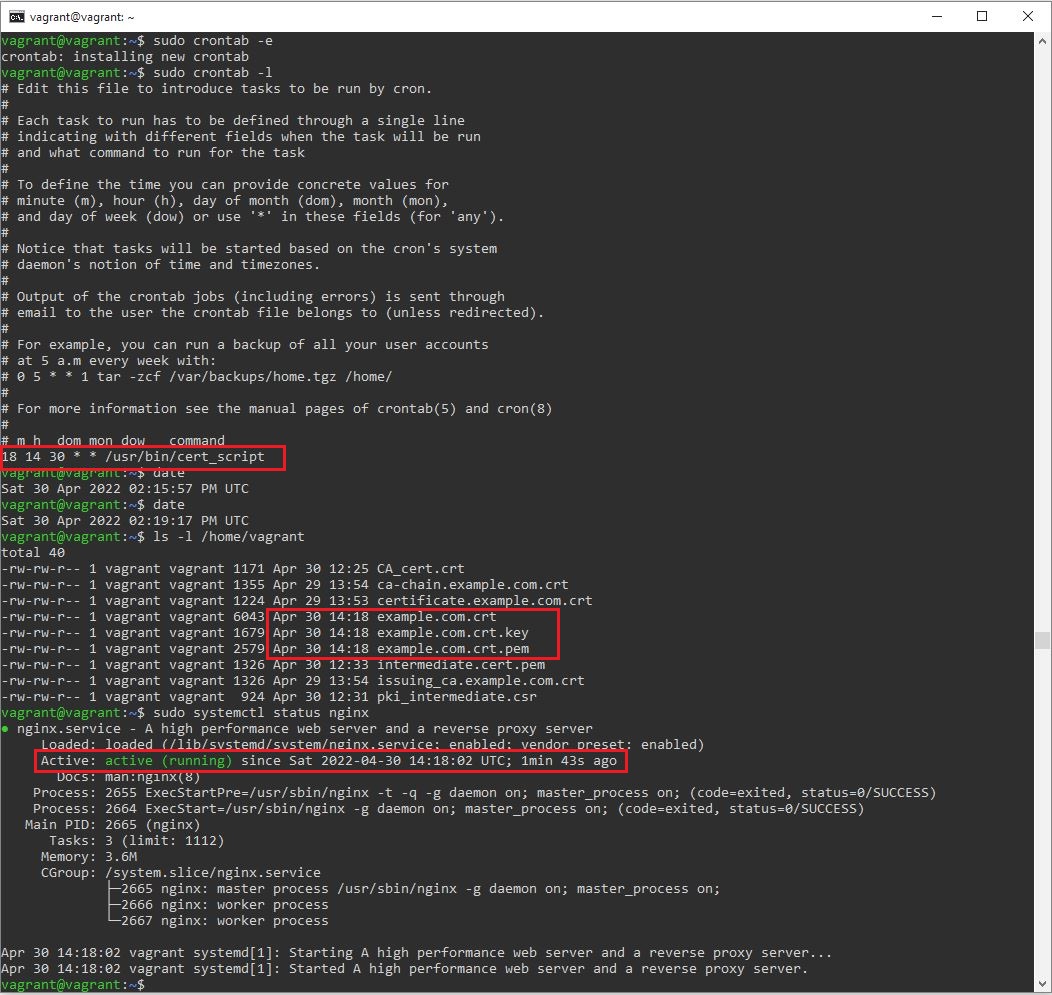 vagrant@vagrant: ~
vagrant@vagrant:~$ sudo crontab -e
crontab: installing new crontab
vagrant@vagrant:~$ sudo crontab -l
# Edit this file to introduce tasks to be run by cron.
#
# Each task to run has to be defined through a single line
# indicating with different fields when the task will be run
# and what command to run for the task
#
# To define the time you can provide concrete values for
# minute (m), hour (h), day of month (dom), month (mon),
# and day of week (dow) or use '*' in these fields (for 'any').
#
# Notice that tasks will be started based on the cron's system
# daemon's notion of time and timezones.
#
# Output of the crontab jobs (including errors) is sent through
# email to the user the crontab file belongs to (unless redirected).
#
# For example, you can run a backup of all your user accounts
# at 5 a.m every week with:
# 0 5 * * 1 tar -zcf /var/backups/home.tgz /home/
#
# For more information see the manual pages of crontab(5) and cron(8)
#
# m h  dom mon dow   command
18 14 30 * * /usr/bin/cert_script
vagrant@vagrant:~$ date
Sat 30 Apr 2022 02:15:57 PM UTC
vagrant@vagrant:~$ date
Sat 30 Apr 2022 02:19:17 PM UTC
vagrant@vagrant:~$ ls -l /home/vagrant
total 40
-rw-rw-r-- 1 vagrant vagrant 1171 Apr 30 12:25 CA_cert.crt
-rw-rw-r-- 1 vagrant vagrant 1355 Apr 29 13:54 ca-chain.example.com.crt
-rw-rw-r-- 1 vagrant vagrant 1224 Apr 29 13:53 certificate.example.com.crt
-rw-rw-r-- 1 vagrant vagrant 6043 Apr 30 14:18 example.com.crt
-rw-rw-r-- 1 vagrant vagrant 1679 Apr 30 14:18 example.com.crt.key
-rw-rw-r-- 1 vagrant vagrant 2579 Apr 30 14:18 example.com.crt.pem
-rw-rw-r-- 1 vagrant vagrant 1326 Apr 30 12:33 intermediate.cert.pem
-rw-rw-r-- 1 vagrant vagrant 1326 Apr 29 13:54 issuing_ca.example.com.crt
-rw-rw-r-- 1 vagrant vagrant  924 Apr 30 12:31 pki_intermediate.csr
vagrant@vagrant:~$ sudo systemctl status nginx
● nginx.service - A high performance web server and a reverse proxy server
     Loaded: loaded (/lib/systemd/system/nginx.service; enabled; vendor preset: enabled)
     Active: active (running) since Sat 2022-04-30 14:18:02 UTC; 1min 43s ago
       Docs: man:nginx(8)
    Process: 2655 ExecStartPre=/usr/sbin/nginx -t -q -g daemon on; master_process on; (code=exited, status=0/SUCCESS)
    Process: 2664 ExecStart=/usr/sbin/nginx -g daemon on; master_process on; (code=exited, status=0/SUCCESS)
   Main PID: 2665 (nginx)
      Tasks: 3 (limit: 1112)
     Memory: 3.6M
     CGroup: /system.slice/nginx.service
             ├─2665 nginx: master process /usr/sbin/nginx -g daemon on; master_process on;
             ├─2666 nginx: worker process
             └─2667 nginx: worker process

Apr 30 14:18:02 vagrant systemd[1]: Starting A high performance web server and a reverse proxy server...
Apr 30 14:18:02 vagrant systemd[1]: Started A high performance web server and a reverse proxy server.
vagrant@vagrant:~$